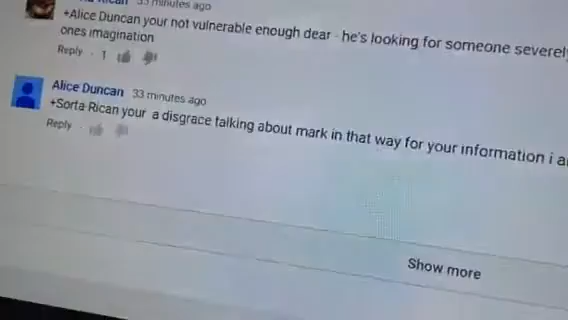 Rican 33 minutes ago
+Alice Duncan your not vulnerable enough dear - he's looking for someone severely
ones imagination
Reply · 1
Alice Duncan 33 minutes ago
+Sorta Rican your a disgrace talking about mark in that way for your information i
Reply ·
Show more